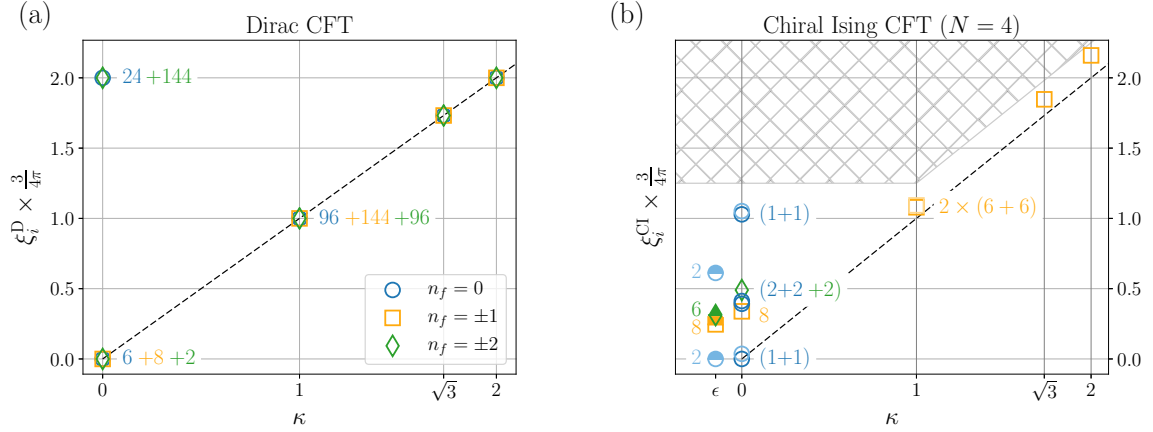 (a)
Dirac CFT
2.0
1.5
1.0
0.5
0.0
ξ_i^D × 3/4π
24 +144
96 +144 +96
6 +8 +2
n_f = 0
n_f = ±1
n_f = ±2
0
1
√3
2
κ
(b)
Chiral Ising CFT (N = 4)
ξ_i^CI × 3/4π
(1+1)
2 × (6 + 6)
2
6
8
(2+2 +2)
8
2
(1+1)
2.0
1.5
1.0
0.5
0.0
ϵ
0
1
√3
2
κ